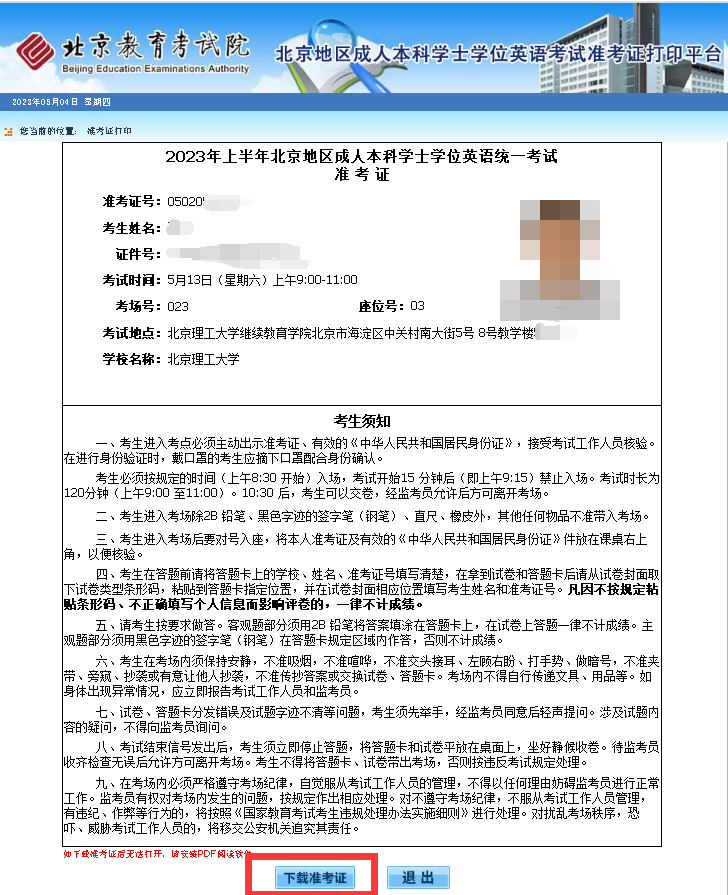 北京教育考试院
Beijing Education Examinations Authority
北京地区成人本科学士学位英语考试准考证打印平台
2023年05月04日 星期四
您当前的位置： 准考证打印
2023年上半年北京地区成人本科学士学位英语统一考试
准 考 证
准考证号：05020
考生姓名：
证件号：
考试时间：5月13日（星期六）上午9:00-11:00
考场号：023 座位号：03
考试地点：北京理工大学继续教育学院北京市海淀区中关村南大街5号 8号教学楼
学校名称：北京理工大学
考生须知
一、考生进入考点必须主动出示准考证、有效的《中华人民共和国居民身份证》，接受考试工作人员核验。
在进行身份验证时，戴口罩的考生应摘下口罩配合身份确认。
考生必须按规定的时间（上午8:30 开始）入场，考试开始15 分钟后（即上午9:15）禁止入场。考试时长为
120分钟（上午9:00 至11:00）。10:30 后，考生可以交卷，经监考员允许后方可离开考场。
二、考生进入考场除2B 铅笔、黑色字迹的签字笔（钢笔）、直尺、橡皮外，其他任何物品不准带入考场。
三、考生进入考场后要对号入座，将本人准考证及有效的《中华人民共和国居民身份证》件放在课桌右上
角，以便核验。
四、考生在答题前请将答题卡上的学校、姓名、准考证号填写清楚，在拿到试卷和答题卡后请从试卷封面取
下试卷类型条形码，粘贴到答题卡指定位置，并在试卷封面相应位置填写考生姓名和准考证号。凡因不按规定粘
贴条形码、不正确填写个人信息而影响评卷的，一律不计成绩。
五、请考生按要求做答。客观题部分须用2B 铅笔将答案填涂在答题卡上，在试卷上答题一律不计成绩。主
观题部分须用黑色字迹的签字笔（钢笔）在答题卡规定区域内作答，否则不计成绩。
六、考生在考场内须保持安静，不准吸烟，不准喧哗，不准交头接耳、左顾右盼、打手势、做暗号，不准夹
带、旁窥、抄袭或有意让他人抄袭，不准传抄答案或交换试卷、答题卡。考场内不得自行传递文具、用品等。如
身体出现异常情况，应立即报告考试工作人员和监考员。
七、试卷、答题卡分发错误及试题字迹不清等问题，考生须先举手，经监考员同意后轻声提问。涉及试题内
容的疑问，不得向监考员询问。
八、考试结束信号发出后，考生须立即停止答题，将答题卡和试卷平放在桌面上，坐好静候收卷。待监考员
收齐检查无误后允许方可离开考场。考生不得将答题卡、试卷带出考场，否则按违反考试规定处理。
九、在考场内必须严格遵守考场纪律，自觉服从考试工作人员的管理，不得以任何理由妨碍监考员进行正常
工作。监考员有权对考场内发生的问题，按规定作出相应处理。对不遵守考场纪律，不服从考试工作人员管理，
有违纪、作弊等行为的，将按照《国家教育考试考生违规处理办法实施细则》进行处理。对扰乱考场秩序，恐
吓、威胁考试工作人员的，将移交公安机关追究其责任。
如下载准考证后无法打开，请安装PDF阅读软件
下载准考证 退 出